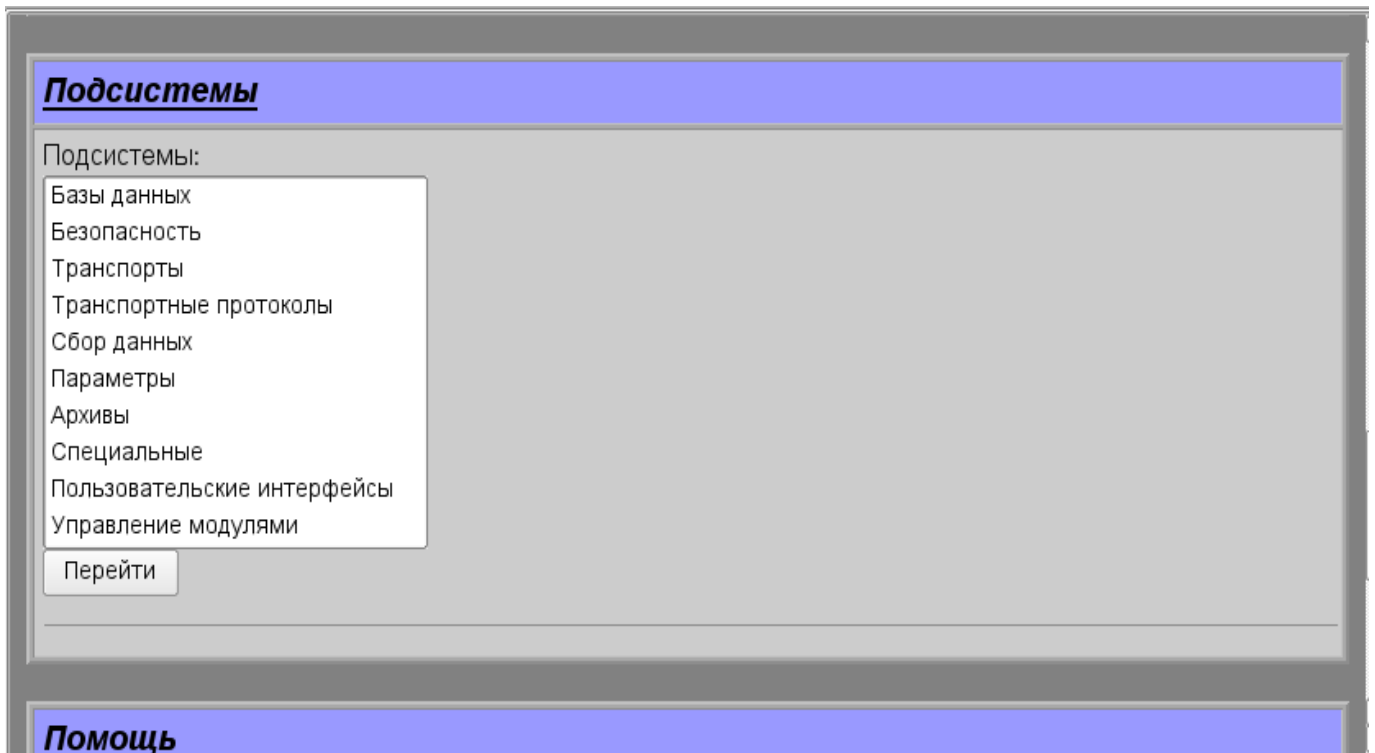 Подсистемы
Подсистемы:
Базы данных
Безопасность
Транспорты
Транспортные протоколы
Сбор данных
Параметры
Архивы
Специальные
Пользовательские интерфейсы
Управление модулями
Перейти
Помощь